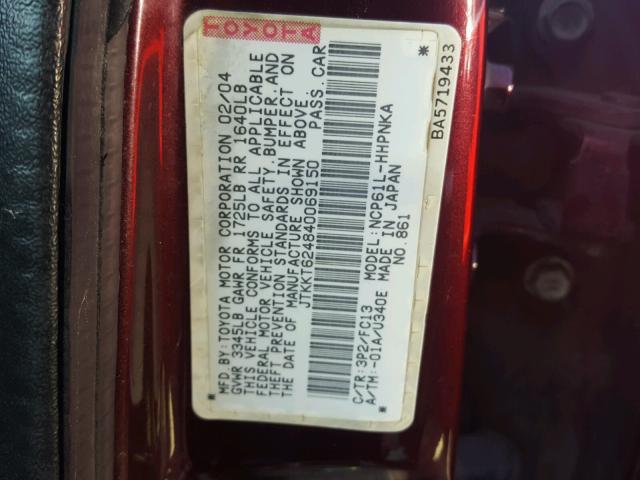 TOYOTA
MFD BY: TOYOTA MOTOR CORPORATION 02/04
GVWR 3345LB GAWR FR 1725LB RR 1640LB
THIS VEHICLE CONFORMS TO ALL APPLICABLE
FEDERAL MOTOR VEHICLE SAFETY, BUMPER, AND
THEFT PREVENTION STANDARDS IN EFFECT ON
THE DATE OF MANUFACTURE SHOWN ABOVE.
JTKKT624840069150 PASS. CAR
C/TR: 3P2/FC13 MODEL: NCP61L-HHPNKA
A/TM: -01A/U340E MADE IN JAPAN
NO. 861
BA5719433